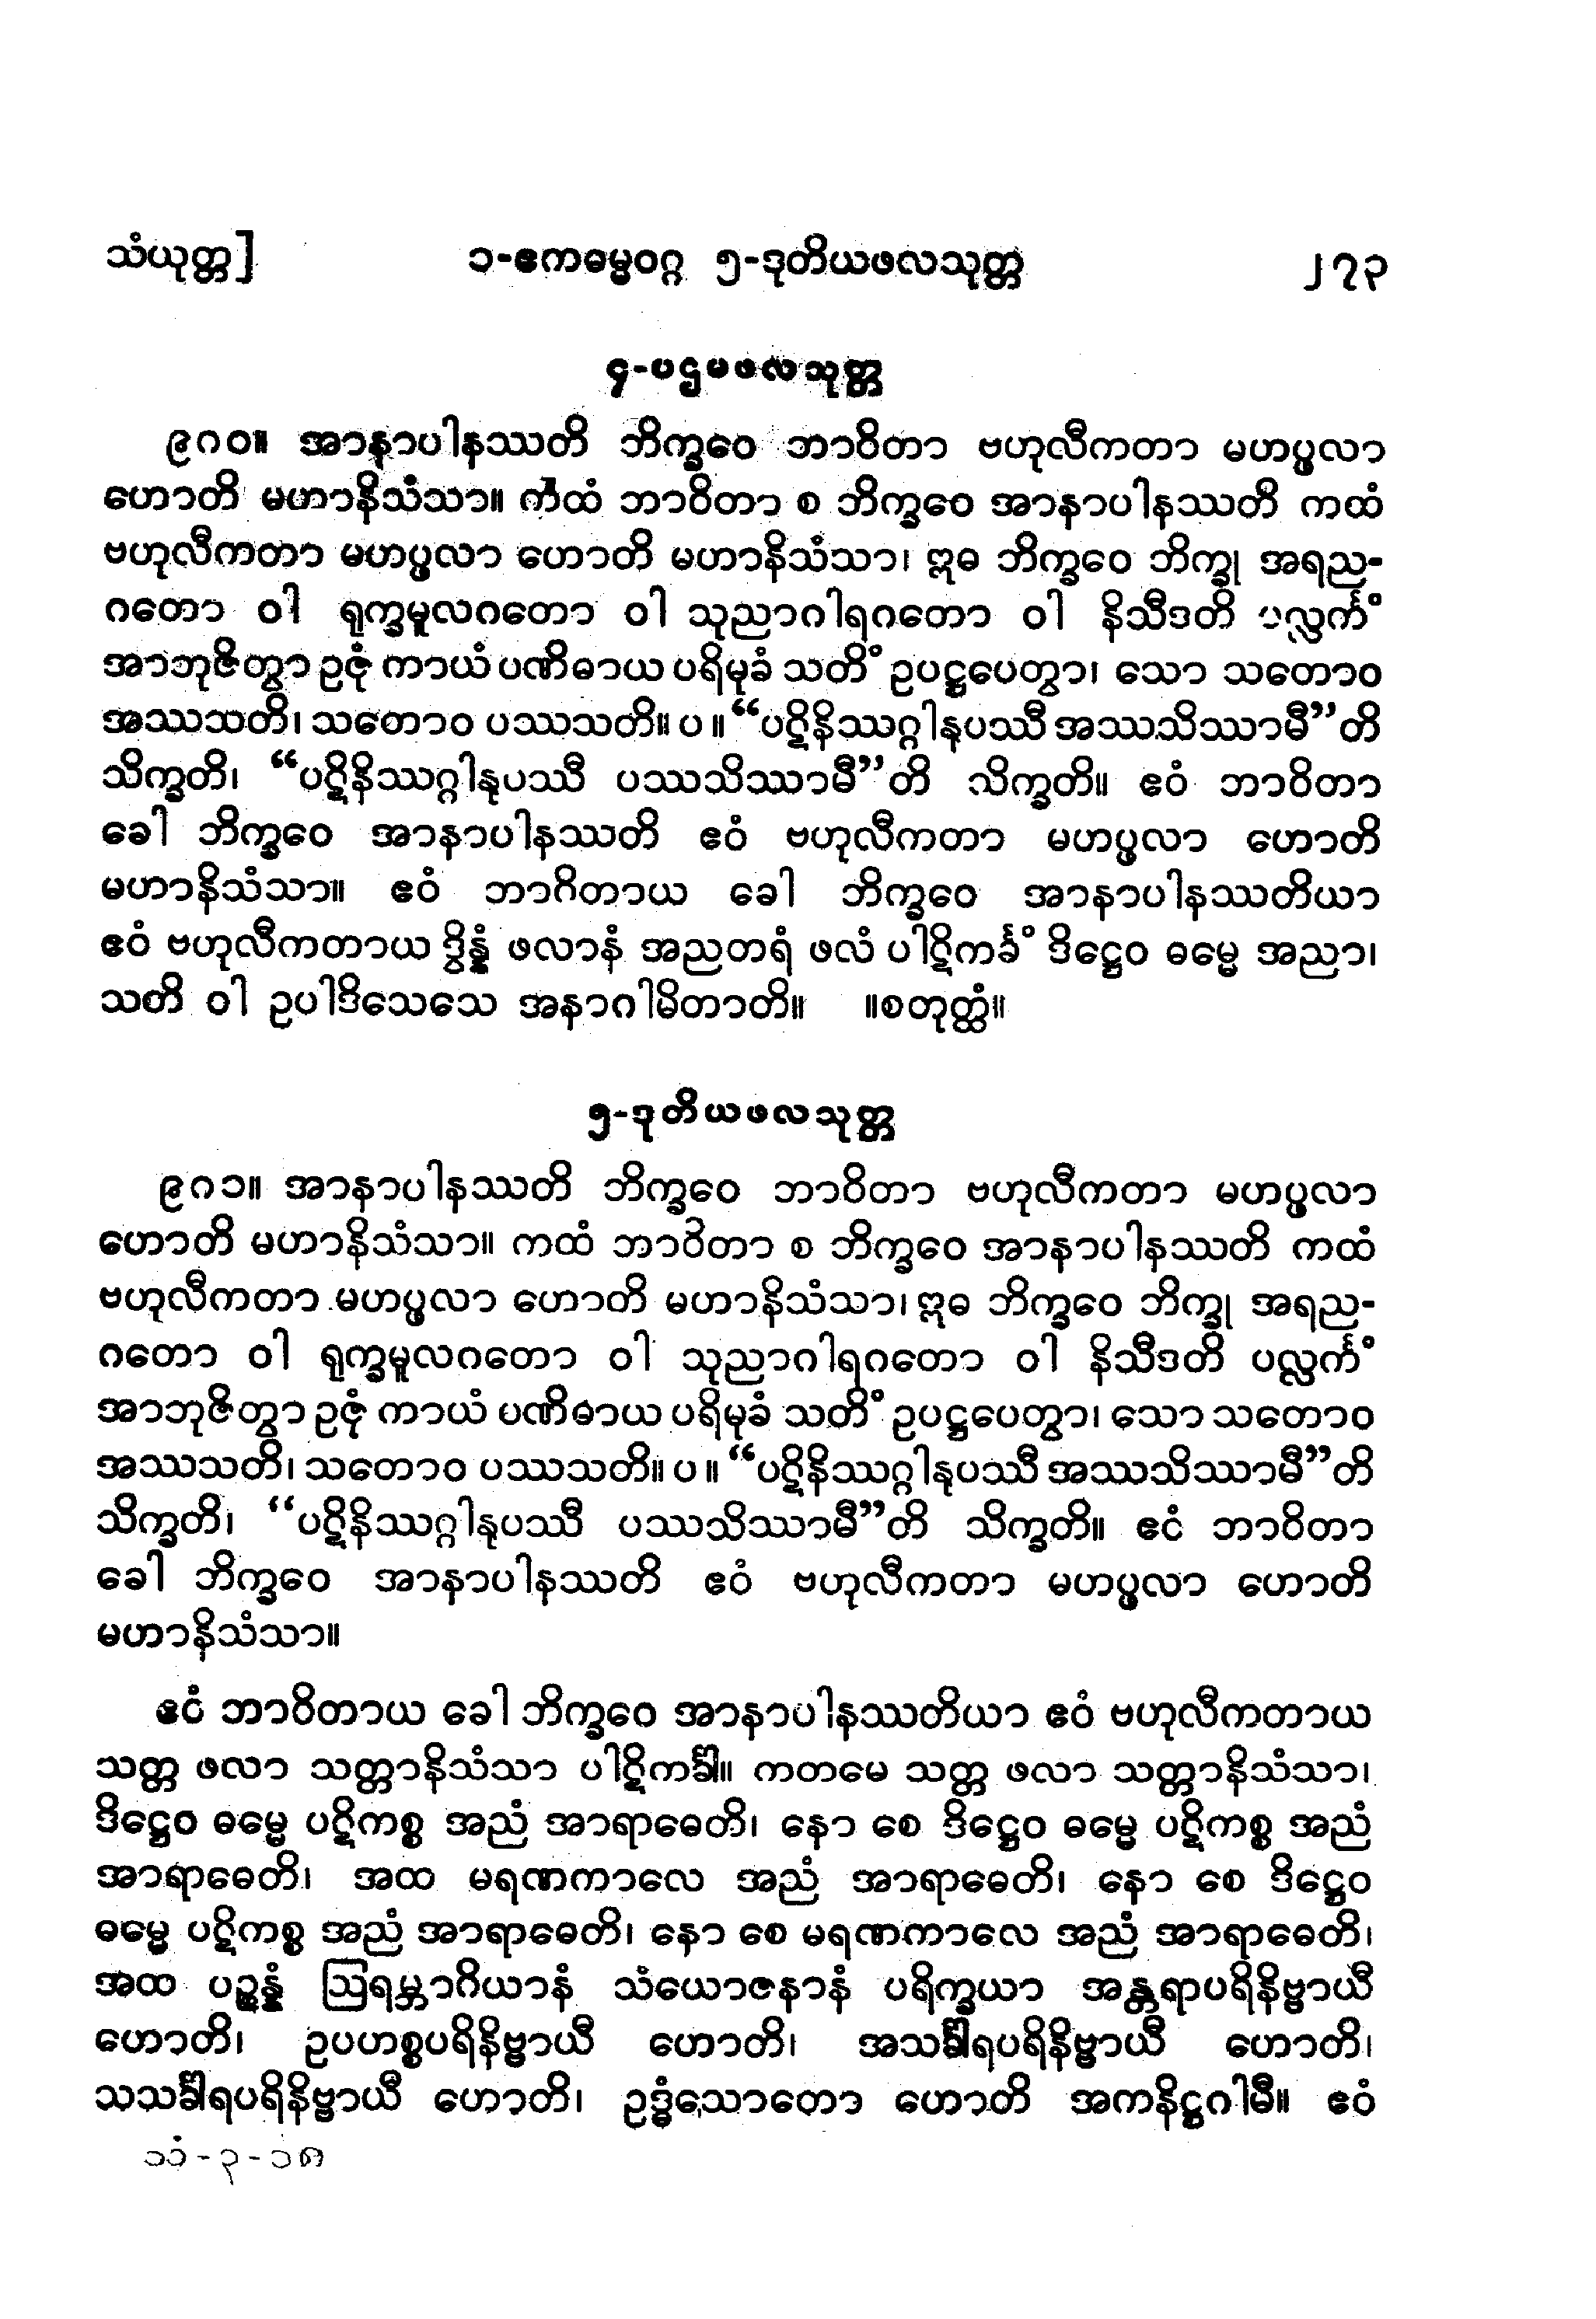 သံယုတ္တ] ၁-ဧကဓမ္မဝဂ္ဂ ၅-ဒုတိယဖလသုတ္တ ၂၇၃
၄-ပဌမဖလသုတ္တ
၉၈၀။ အာနာပါနဿတိ ဘိက္ခဝေ ဘာဝိတာ ဗဟုလီကတာ မဟပ္ဖလာ
ဟောတိ မဟာနိသံသာ။ ကထံ ဘာဝိတာ စ ဘိက္ခဝေ အာနာပါနဿတိ ကထံ
ဗဟုလီကတာ မဟပ္ဖလာ ဟောတိ မဟာနိသံသာ၊ ဣဓ ဘိက္ခဝေ ဘိက္ခု အရည-
ဂတော ဝါ ရုက္ခမူလဂတော ဝါ သုညာဂါရဂတော ဝါ နိသီဒတိ ပလ္လင်္ကံ
အာဘုဇိတွာ ဥဇုံ ကာယံ ပဏိဓာယ ပရိမုခံ သတိံ ဥပဋ္ဌပေတွာ၊ သော သတောဝ
အဿသတိ၊ သတောဝ ပဿသတိ။ ပ ။ “ပဋိနိဿဂ္ဂါနုပဿီ အဿသိဿာမီ”တိ
သိက္ခတိ၊ “ပဋိနိဿဂ္ဂါနုပဿီ ပဿသိဿာမီ”တိ သိက္ခတိ။ ဧဝံ ဘာဝိတာ
ခေါ ဘိက္ခဝေ အာနာပါနဿတိ ဧဝံ ဗဟုလီကတာ မဟပ္ဖလာ ဟောတိ
မဟာနိသံသာ။ ဧဝံ ဘာဝိတာယ ခေါ ဘိက္ခဝေ အာနာပါနဿတိယာ
ဧဝံ ဗဟုလီကတာယ ဒွိန္နံ ဖလာနံ အညတရံ ဖလံ ပါဋိကင်္ခံ ဒိဋ္ဌေဝ ဓမ္မေ အညာ၊
သတိ ဝါ ဥပါဒိသေသေ အနာဂါမိတာတိ။ ။စတုတ္ထံ။
၅-ဒုတိယဖလသုတ္တ
၉၈၁။ အာနာပါနဿတိ ဘိက္ခဝေ ဘာဝိတာ ဗဟုလီကတာ မဟပ္ဖလာ
ဟောတိ မဟာနိသံသာ။ ကထံ ဘာဝိတာ စ ဘိက္ခဝေ အာနာပါနဿတိ ကထံ
ဗဟုလီကတာ မဟပ္ဖလာ ဟောတိ မဟာနိသံသာ၊ ဣဓ ဘိက္ခဝေ ဘိက္ခု အရည-
ဂတော ဝါ ရုက္ခမူလဂတော ဝါ သုညာဂါရဂတော ဝါ နိသီဒတိ ပလ္လင်္ကံ
အာဘုဇိတွာ ဥဇုံ ကာယံ ပဏိဓာယ ပရိမုခံ သတိံ ဥပဋ္ဌပေတွာ၊ သော သတောဝ
အဿသတိ၊ သတောဝ ပဿသတိ။ ပ ။ “ပဋိနိဿဂ္ဂါနုပဿီ အဿသိဿာမီ”တိ
သိက္ခတိ၊ “ပဋိနိဿဂ္ဂါနုပဿီ ပဿသိဿာမီ”တိ သိက္ခတိ။ ဧဝံ ဘာဝိတာ
ခေါ ဘိက္ခဝေ အာနာပါနဿတိ ဧဝံ ဗဟုလီကတာ မဟပ္ဖလာ ဟောတိ
မဟာနိသံသာ။
ဧဝံ ဘာဝိတာယ ခေါ ဘိက္ခဝေ အာနာပါနဿတိယာ ဧဝံ ဗဟုလီကတာယ
သတ္တ ဖလာ သတ္တာနိသံသာ ပါဋိကင်္ခါ။ ကတမေ သတ္တ ဖလာ သတ္တာနိသံသာ၊
ဒိဋ္ဌေဝ ဓမ္မေ ပဋိကစ္စ အညံ အာရာဓေတိ၊ နော စေ ဒိဋ္ဌေဝ ဓမ္မေ ပဋိကစ္စ အညံ
အာရာဓေတိ၊ အထ မရဏကာလေ အညံ အာရာဓေတိ၊ နော စေ ဒိဋ္ဌေဝ
ဓမ္မေ ပဋိကစ္စ အညံ အာရာဓေတိ၊ နော စေ မရဏကာလေ အညံ အာရာဓေတိ၊
အထ ပဉ္စန္နံ ဩရမ္ဘာဂိယာနံ သံယောဇနာနံ ပရိက္ခယာ အန္တရာပရိနိဗ္ဗာယီ
ဟောတိ၊ ဥပဟစ္စပရိနိဗ္ဗာယီ ဟောတိ၊ အသင်္ခါရပရိနိဗ္ဗာယီ ဟောတိ၊
သသင်္ခါရပရိနိဗ္ဗာယီ ဟောတိ၊ ဥဒ္ဓံသောတော ဟောတိ အကနိဋ္ဌဂါမီ။ ဧဝံ
၁သံ-၃-၁၈